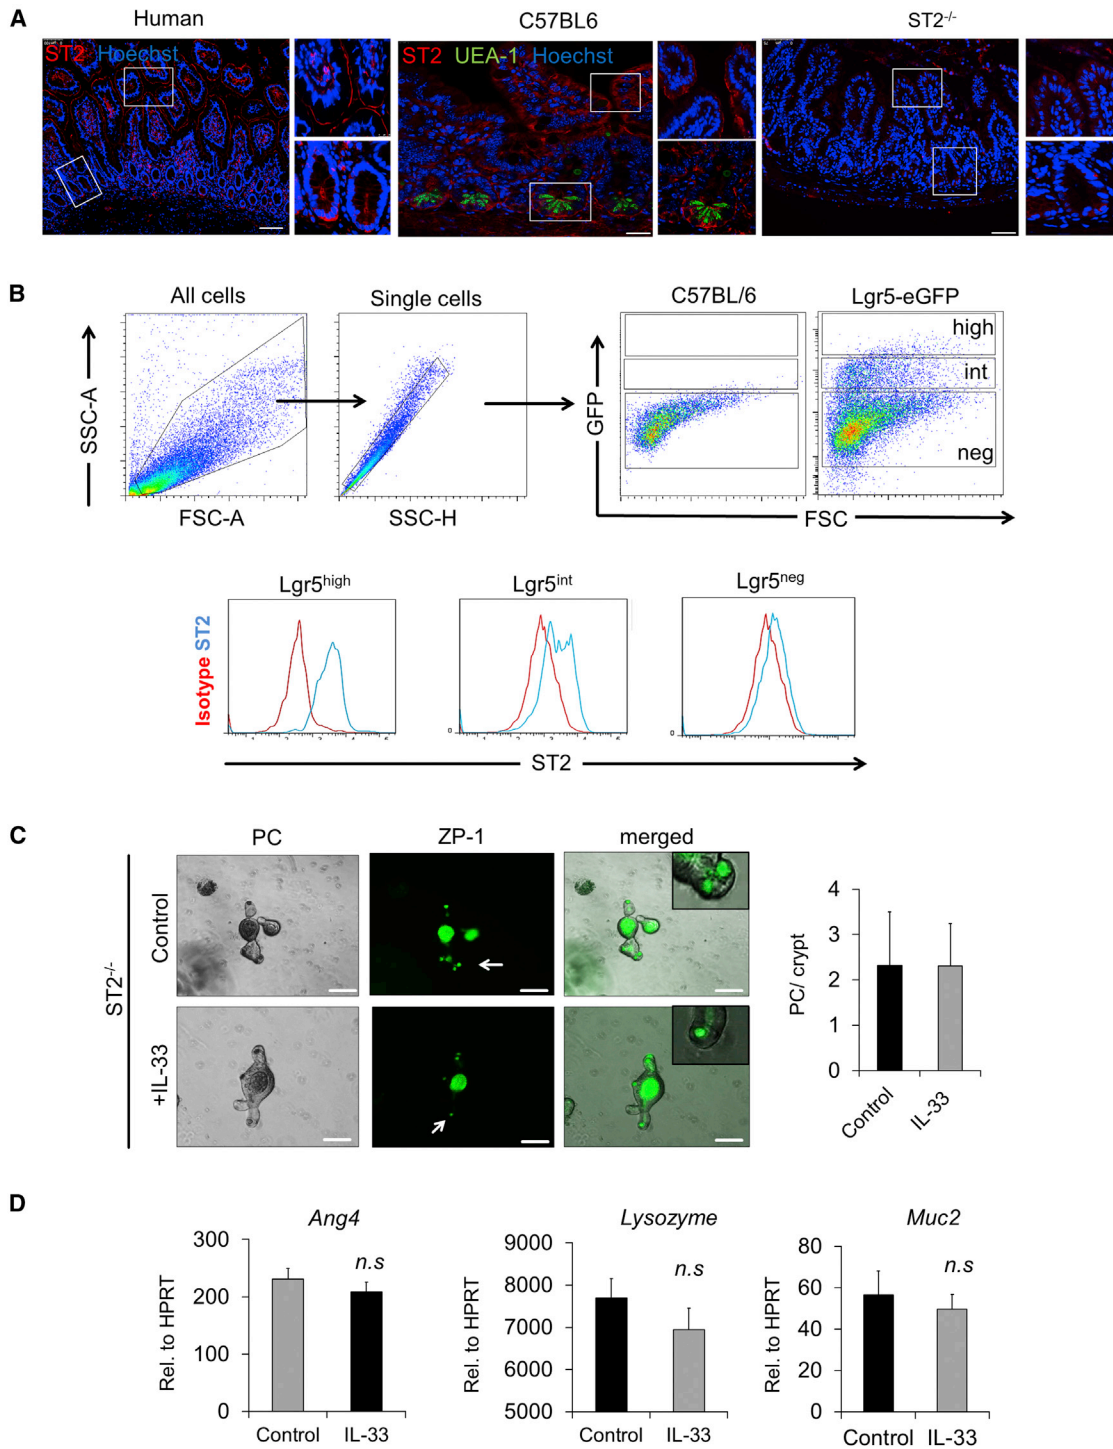 A
Human
C57BL6
ST2-/-
ST2 Hoechst
ST2 UEA-1 Hoechst
B
All cells
Single cells
C57BL/6
Lgr5-eGFP
high
int
neg
SSC-A
GFP
FSC-A
SSC-H
FSC
Lgr5high
Lgr5int
Lgr5neg
Isotype ST2
0
0
ST2
C
PC
ZP-1
merged
ST2-/-
Control
+IL-33
PC/ crypt
4
3
2
1
0
Control
IL-33
D
Ang4
Lysozyme
Muc2
Rel. to HPRT
300
200
100
0
n.s
Control
IL-33
Rel. to HPRT
9000
8000
7000
6000
5000
n.s
Control
IL-33
Rel. to HPRT
80
60
40
20
0
n.s
Control
IL-33